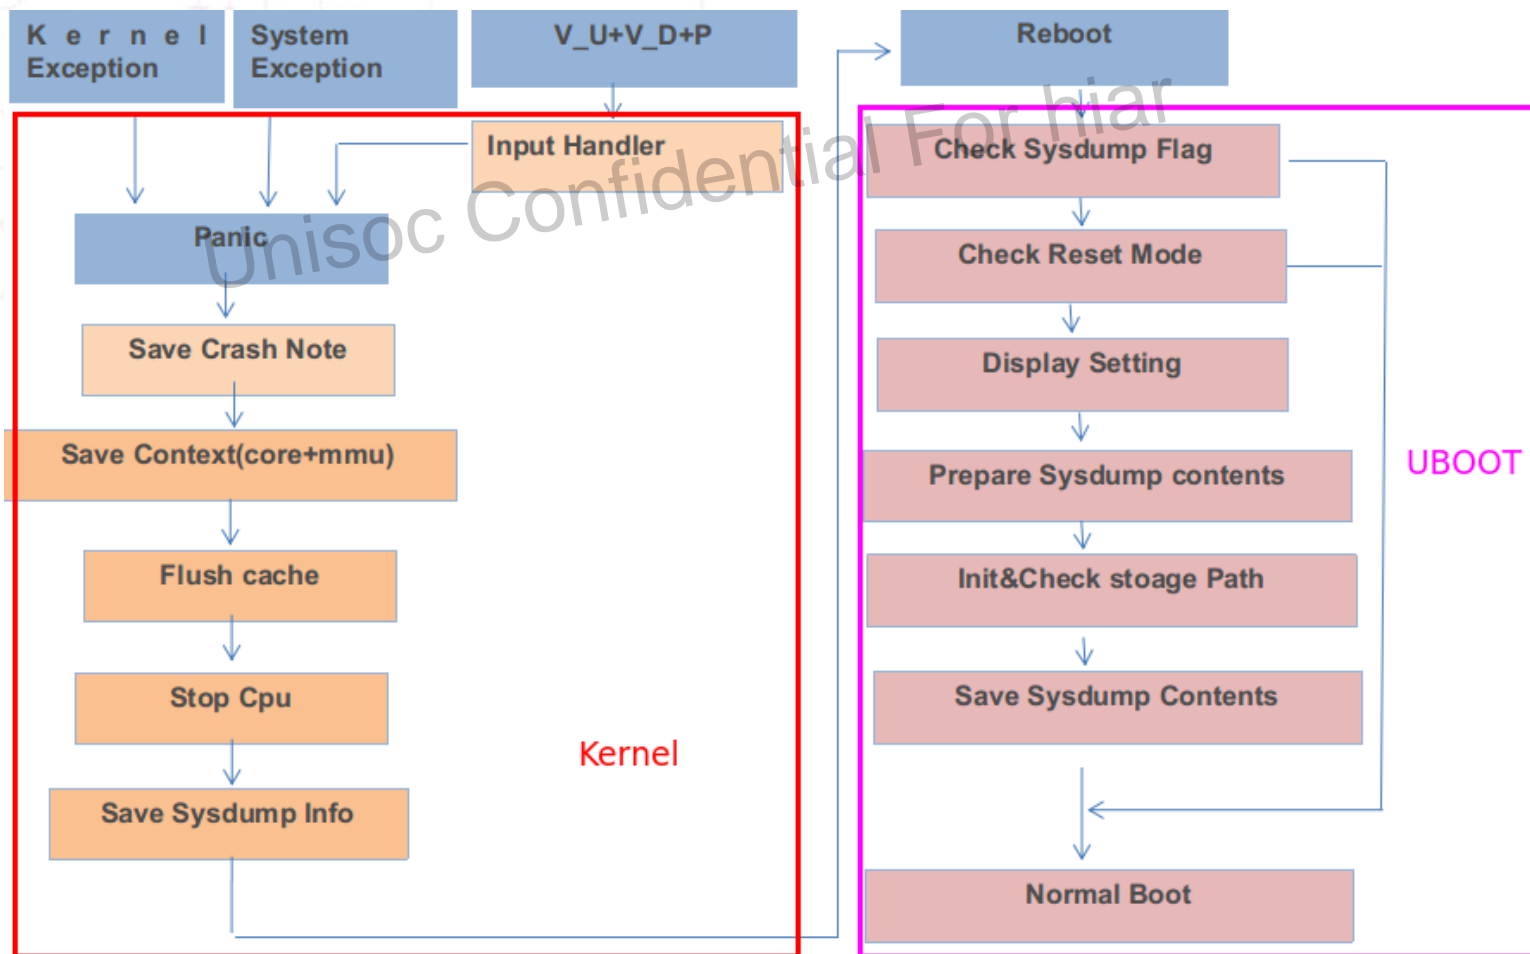 K e r n e l
Exception
System
Exception
V_U+V_D+P
Input Handler
Panic
Save Crash Note
Save Context(core+mmu)
Flush cache
Stop Cpu
Save Sysdump Info
Kernel
Reboot
Check Sysdump Flag
Check Reset Mode
Display Setting
Prepare Sysdump contents
Init&Check stoage Path
Save Sysdump Contents
Normal Boot
UBOOT
Unisoc Confidential For hiar